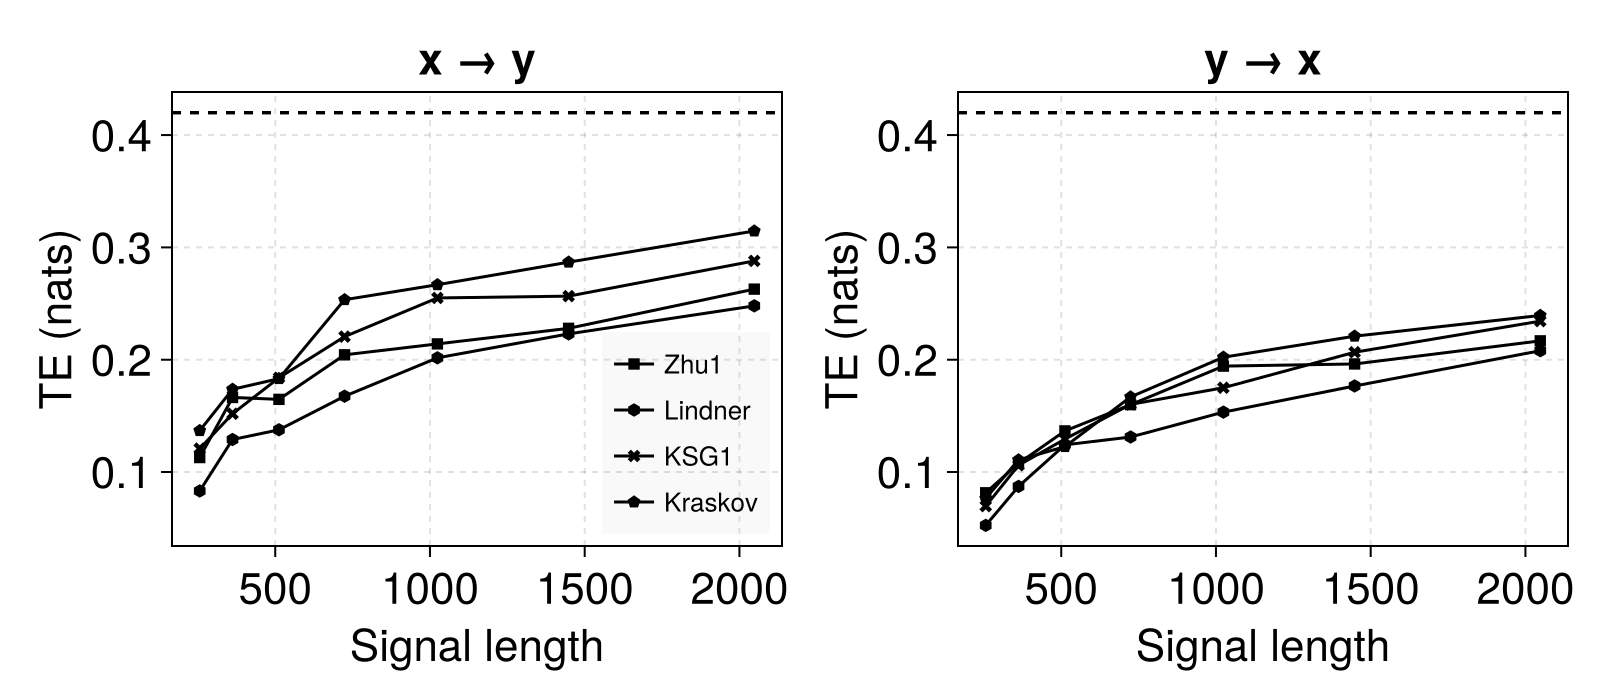 x → y
TE (nats)
0.4
0.3
0.2
0.1
Zhu1
Lindner
KSG1
Kraskov
500 1000 1500 2000
Signal length
y → x
TE (nats)
0.4
0.3
0.2
0.1
500 1000 1500 2000
Signal length